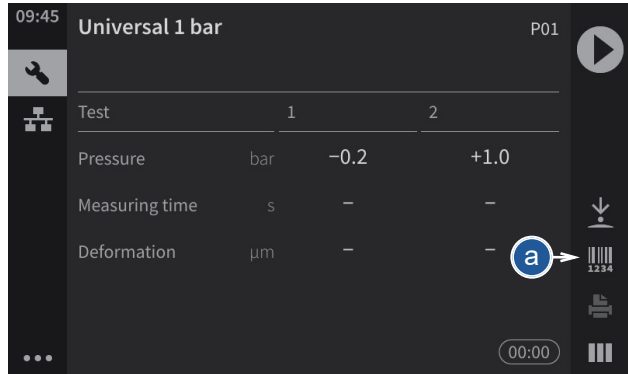 09:45
Universal 1 bar P01
Test 1 2
Pressure bar −0.2 +1.0
Measuring time s – –
Deformation µm – –
a
1234
00:00